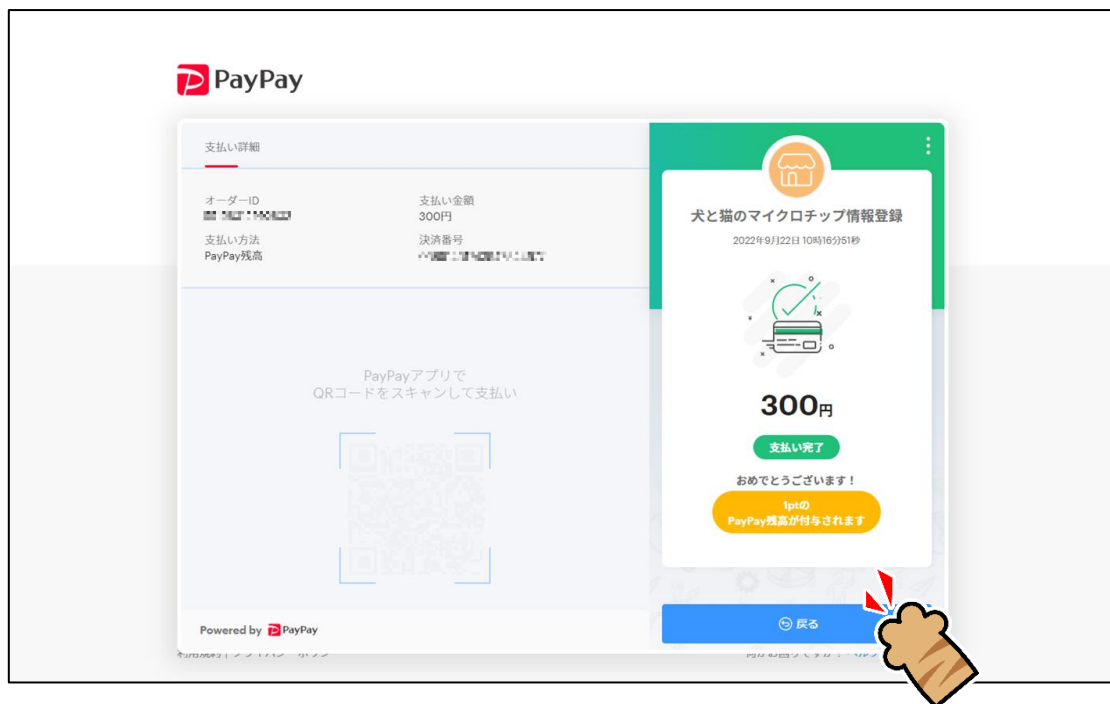 PayPay
支払い詳細
オーダーID
支払い金額
300円
支払い方法
PayPay残高
決済番号
PayPayアプリで
QRコードをスキャンして支払い
Powered by PayPay
犬と猫のマイクロチップ情報登録
2022年9月22日 10時16分51秒
300円
支払い完了
おめでとうございます！
1ptの
PayPay残高が付与されます
戻る